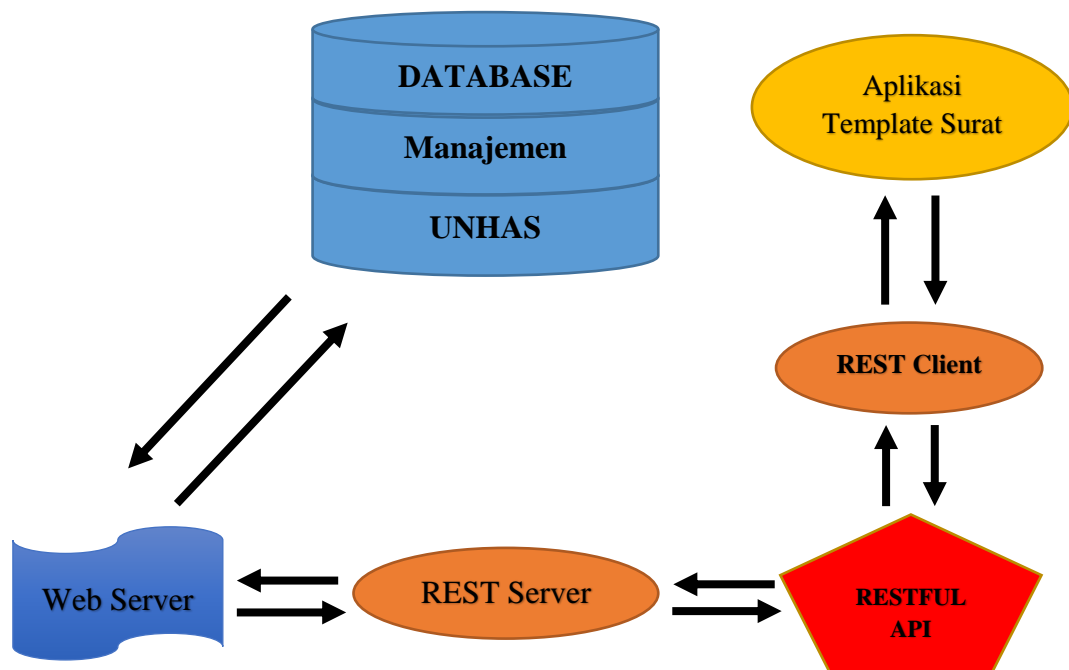 DATABASE
Manajemen
UNHAS
Aplikasi
Template Surat
REST Client
Web Server
REST Server
RESTFUL
API